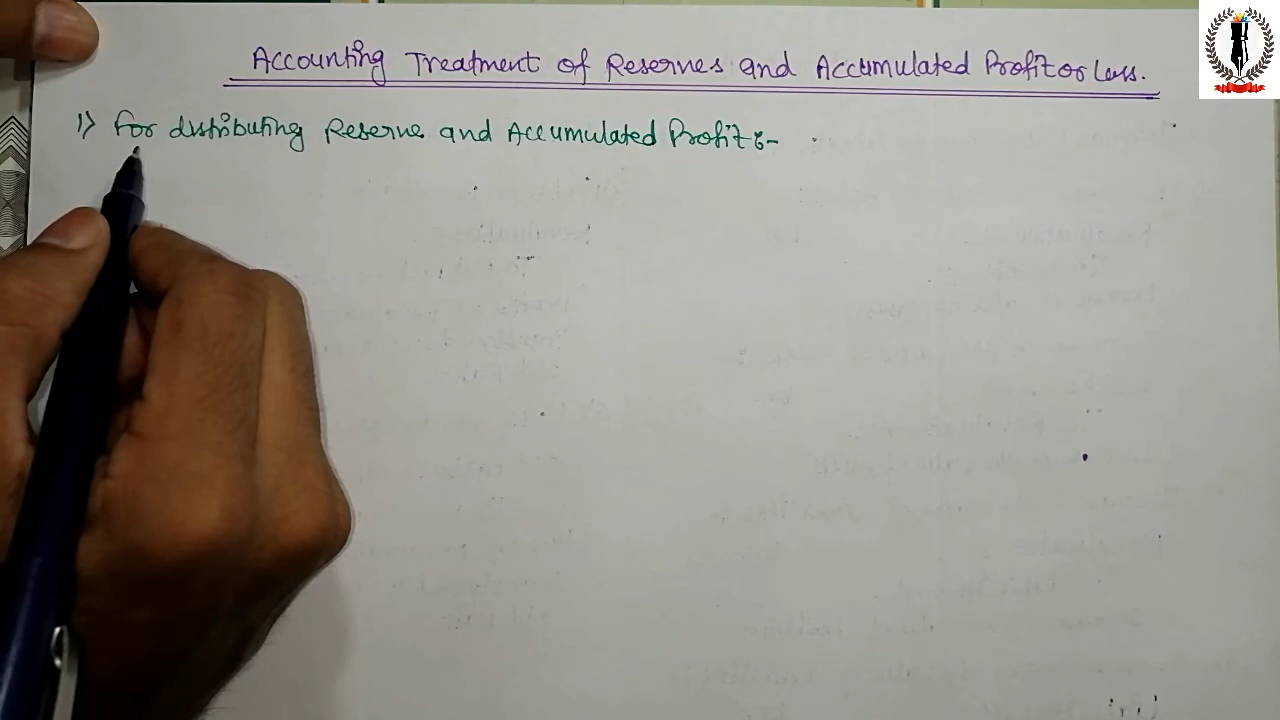 Accounting Treatment of Reserves and Accumulated Profit or Loss.
1) For distributing Reserve and Accumulated Profit :-